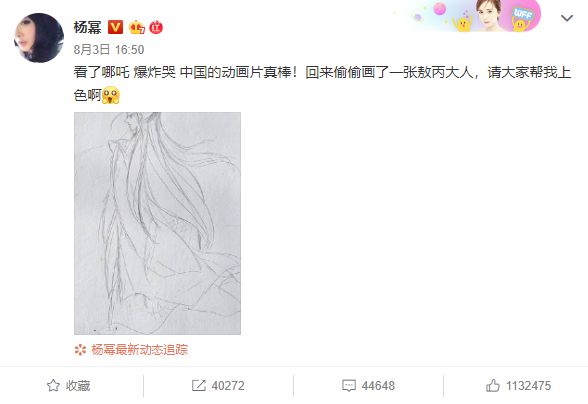 杨幂
8月3日 16:50
看了哪吒 爆炸哭 中国的动画片真棒！回来偷偷画了一张敖丙大人，请大家帮我上
色啊
杨幂最新动态追踪
收藏
40272
44648
1132475
WFF